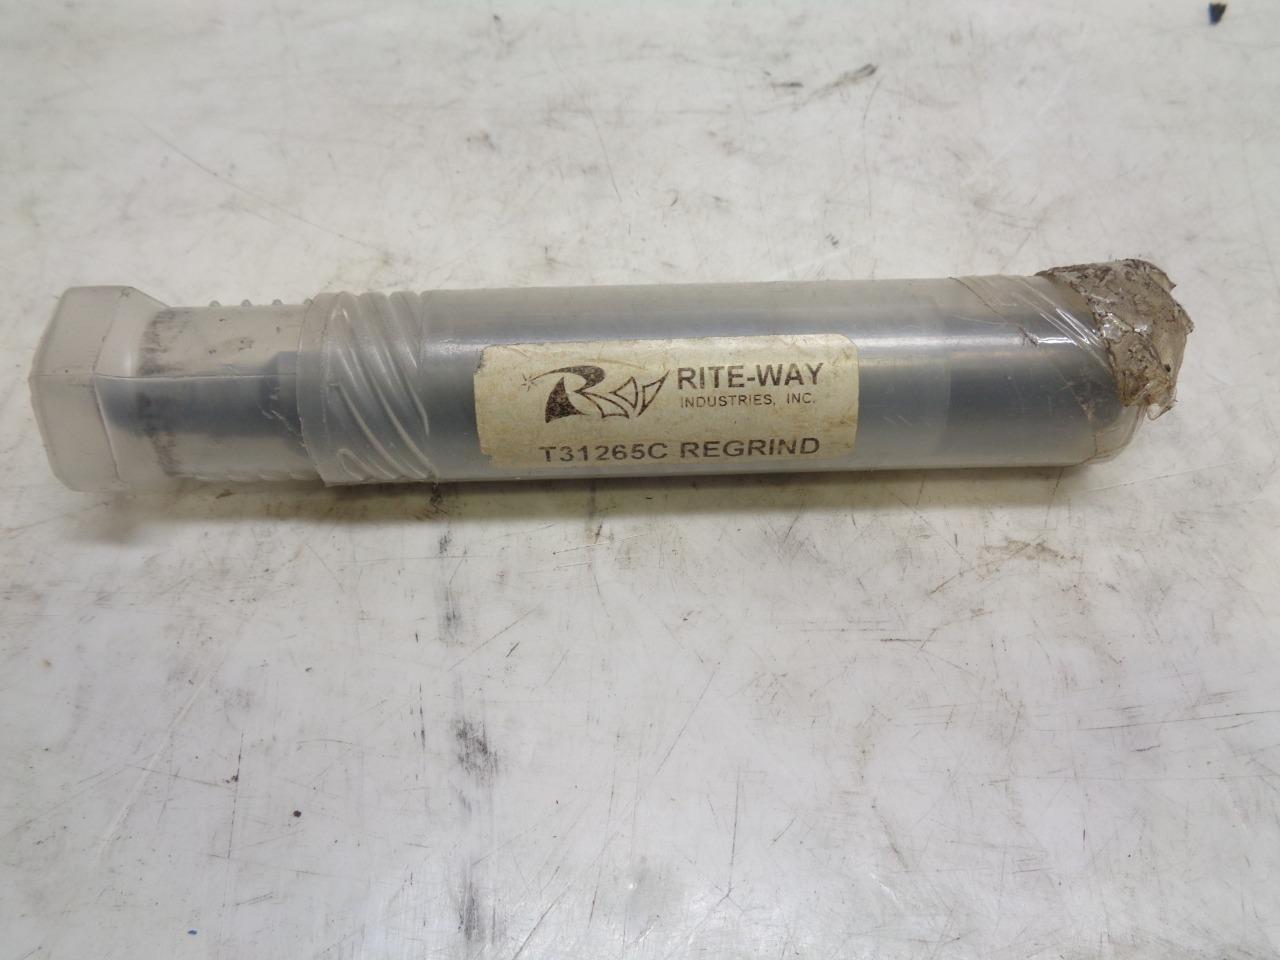 RITE-WAY
INDUSTRIES, INC.
T31265C REGRIND